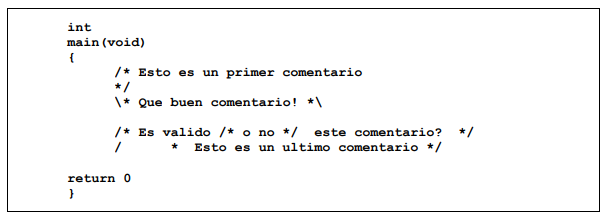 int
main(void)
{
/* Esto es un primer comentario
*/
\* Que buen comentario! *\
/* Es valido /* o no */  este comentario?  */
/      *  Esto es un ultimo comentario */
return 0
}